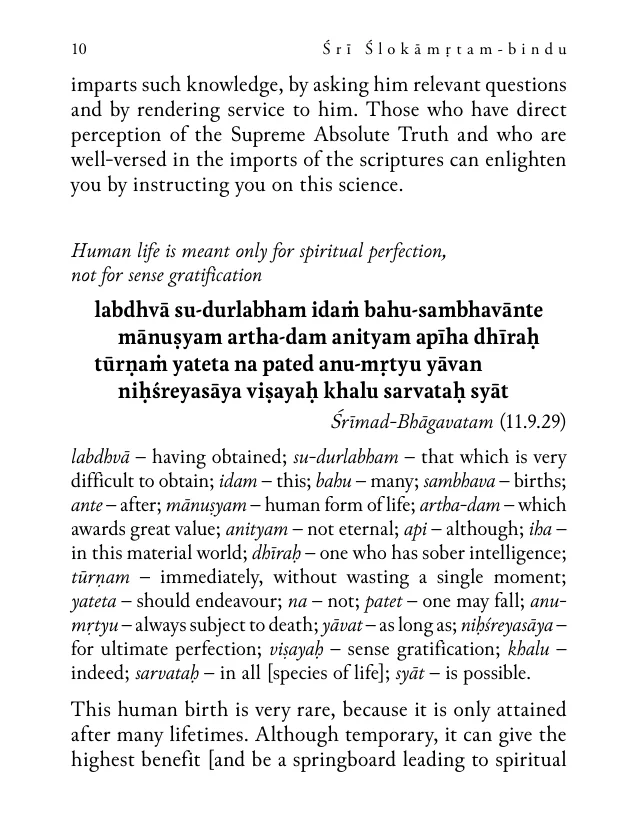 10 Śrī Ślokāmṛtam-bindu
imparts such knowledge, by asking him relevant questions
and by rendering service to him. Those who have direct
perception of the Supreme Absolute Truth and who are
well-versed in the imports of the scriptures can enlighten
you by instructing you on this science.
Human life is meant only for spiritual perfection,
not for sense gratification
labdhvā su-durlabham idaṁ bahu-sambhavānte
mānuṣyam artha-dam anityam apīha dhīraḥ
tūrṇaṁ yateta na pated anu-mṛtyu yāvan
niḥśreyasāya viṣayaḥ khalu sarvataḥ syāt
Śrīmad-Bhāgavatam (11.9.29)
labdhvā – having obtained; su-durlabham – that which is very
difficult to obtain; idam – this; bahu – many; sambhava – births;
ante – after; mānuṣyam – human form of life; artha-dam – which
awards great value; anityam – not eternal; api – although; iha –
in this material world; dhīraḥ – one who has sober intelligence;
tūrṇam – immediately, without wasting a single moment;
yateta – should endeavour; na – not; patet – one may fall; anu-
mṛtyu – always subject to death; yāvat – as long as; niḥśreyasāya –
for ultimate perfection; viṣayaḥ – sense gratification; khalu –
indeed; sarvataḥ – in all [species of life]; syāt – is possible.
This human birth is very rare, because it is only attained
after many lifetimes. Although temporary, it can give the
highest benefit [and be a springboard leading to spiritual